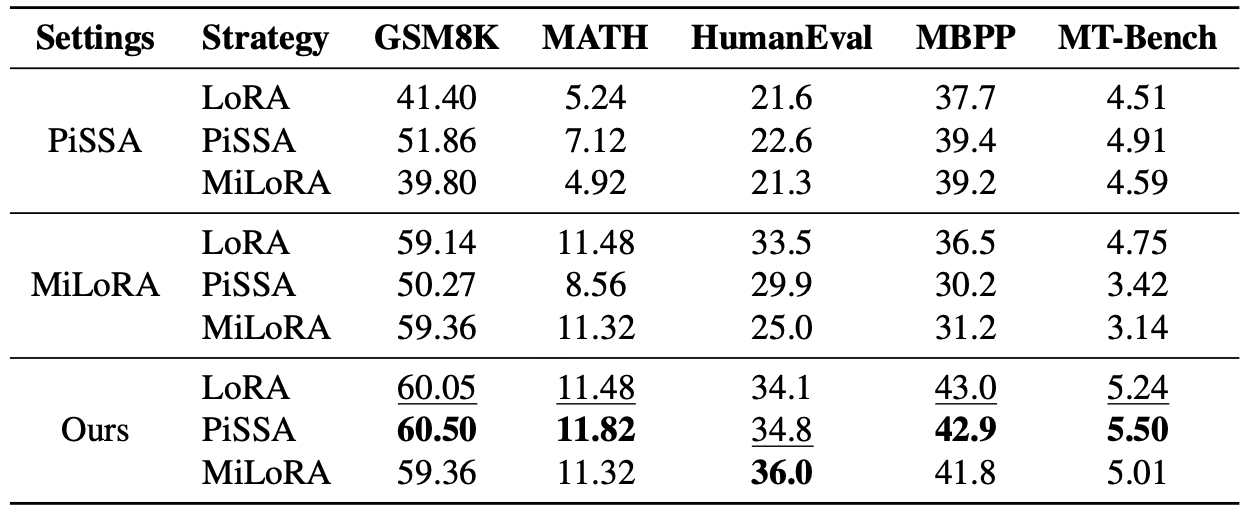 Settings Strategy GSM8K MATH HumanEval MBPP MT-Bench
LoRA 41.40 5.24 21.6 37.7 4.51
PiSSA PiSSA 51.86 7.12 22.6 39.4 4.91
MiLoRA 39.80 4.92 21.3 39.2 4.59
LoRA 59.14 11.48 33.5 36.5 4.75
MiLoRA PiSSA 50.27 8.56 29.9 30.2 3.42
MiLoRA 59.36 11.32 25.0 31.2 3.14
LoRA 60.05 11.48 34.1 43.0 5.24
Ours PiSSA 60.50 11.82 34.8 42.9 5.50
MiLoRA 59.36 11.32 36.0 41.8 5.01